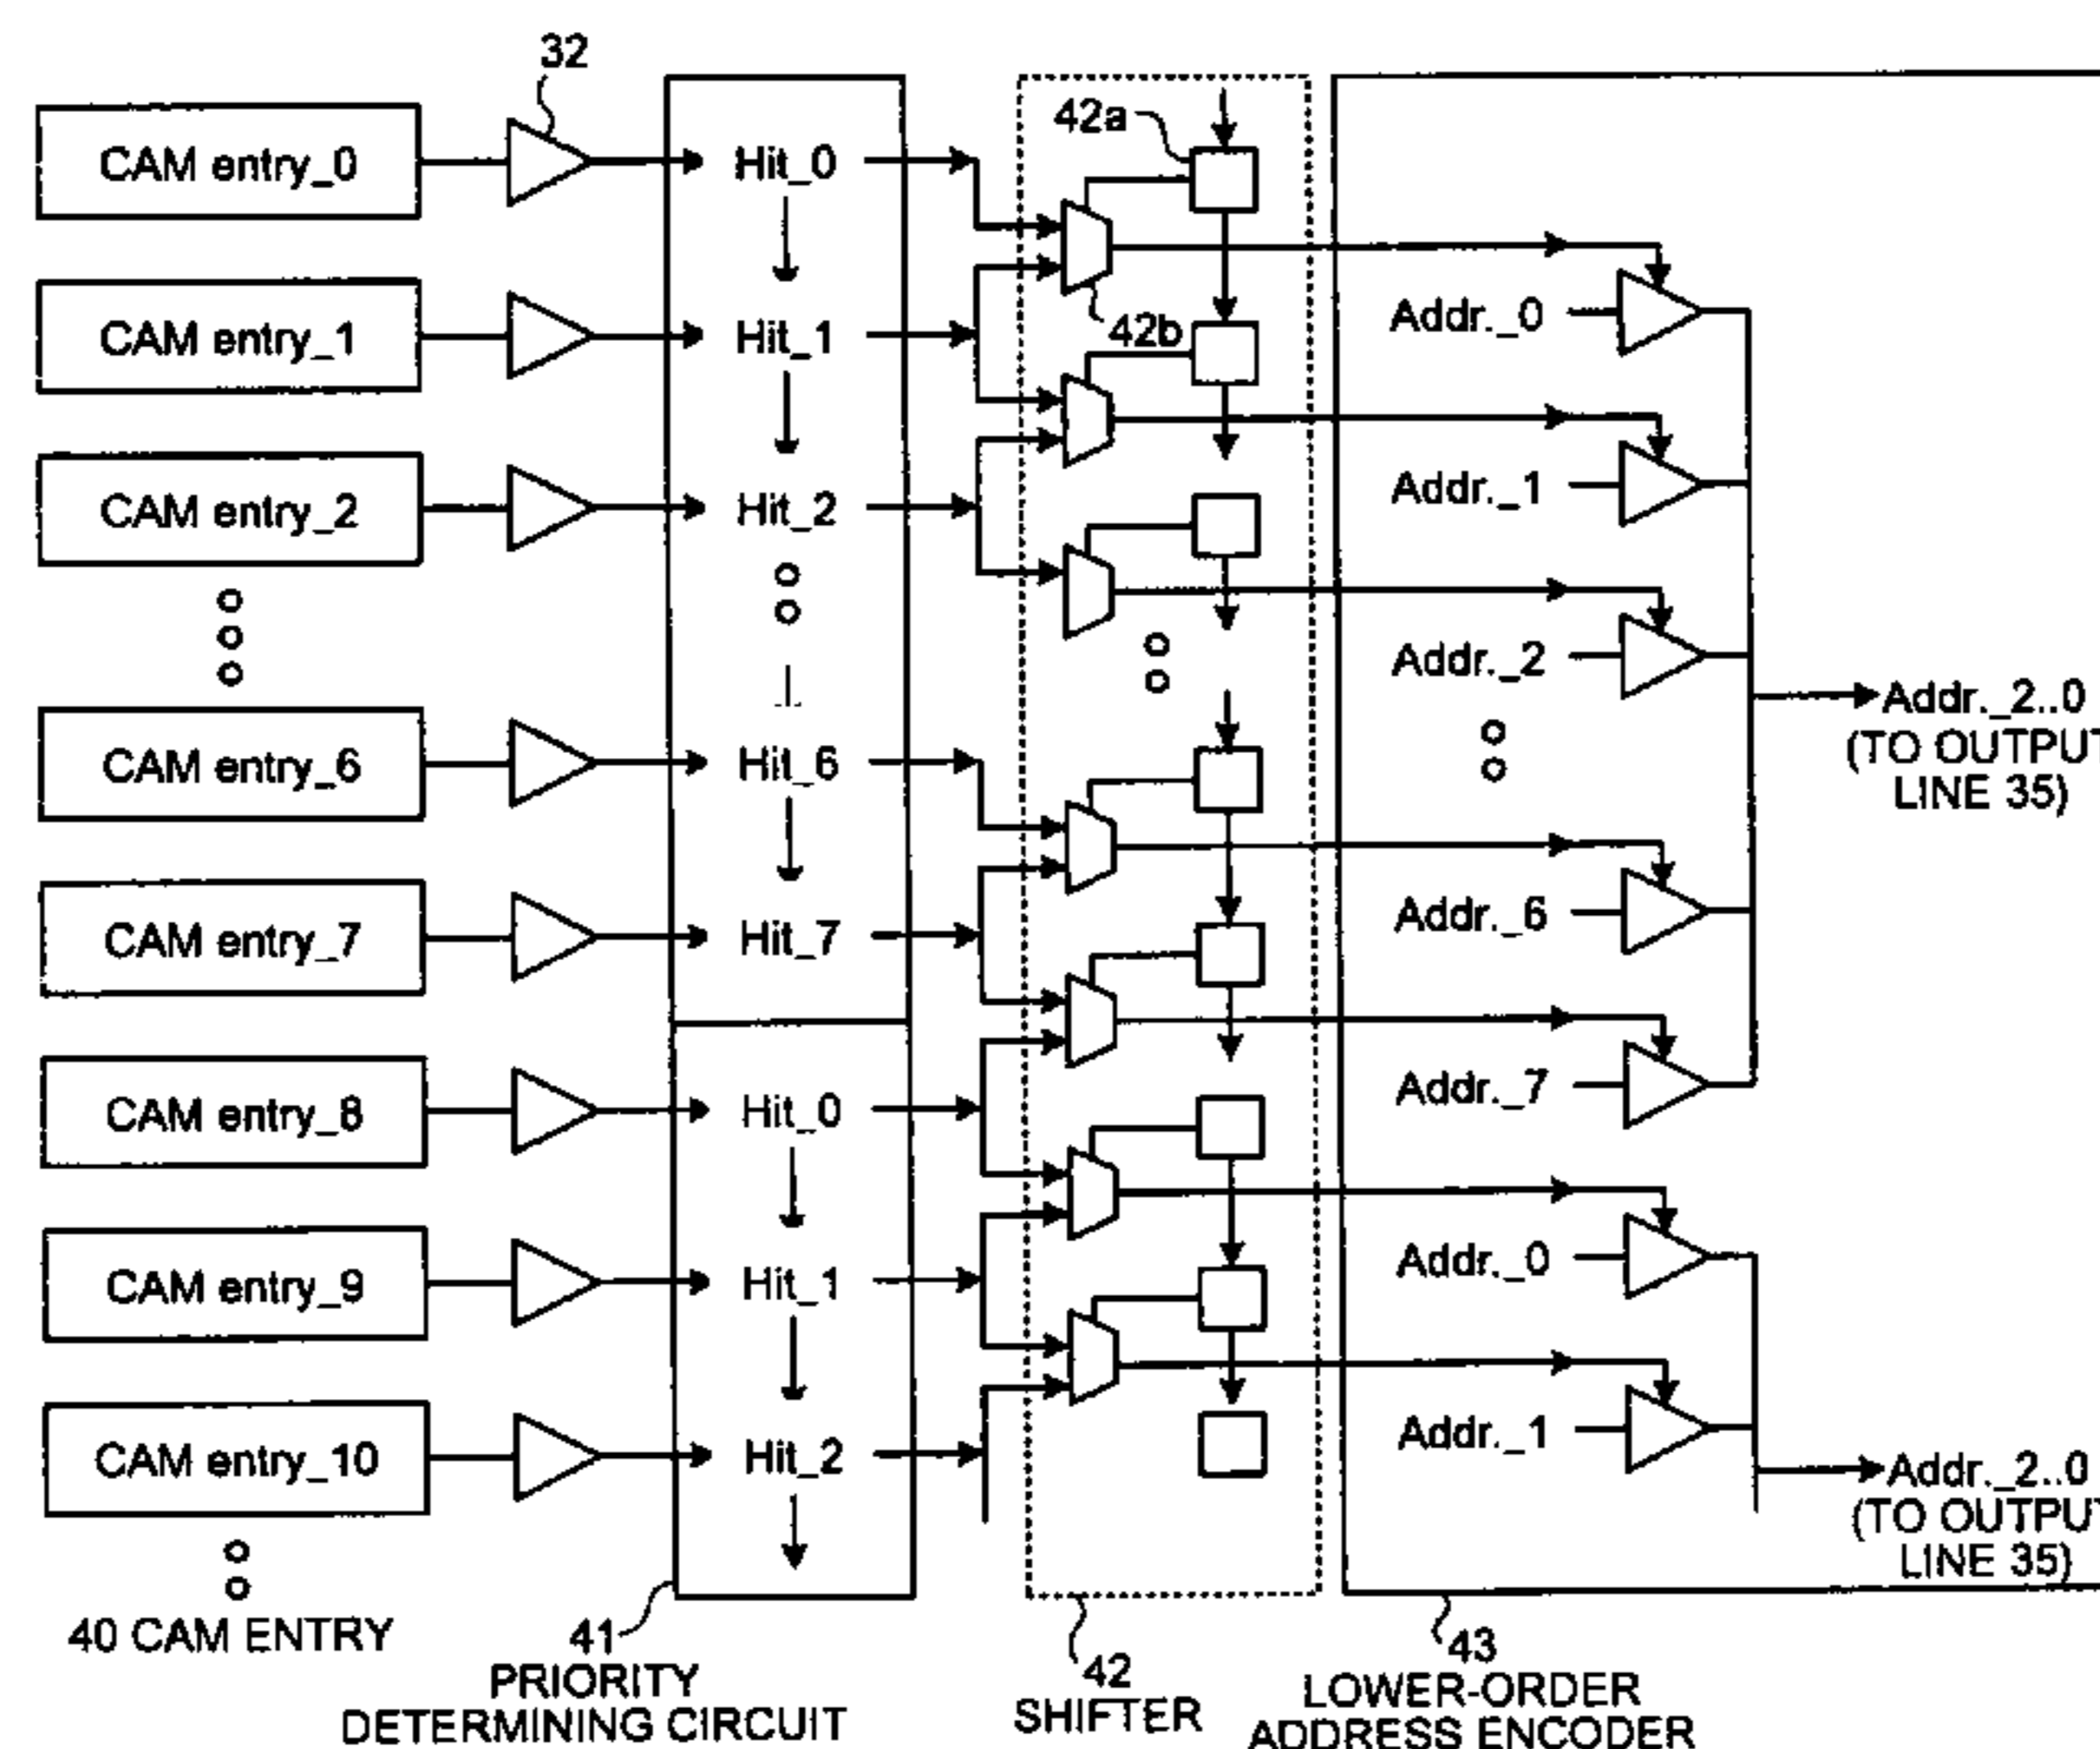 32
42a
CAM entry_0
Hit_0
CAM entry_1
Hit_1
42b
Addr._0
CAM entry_2
Hit_2
Addr._1
Addr._2
Addr._2..0
(TO OUTPUT
LINE 35)
CAM entry_6
Hit_6
Addr._6
CAM entry_7
Hit_7
Addr._7
CAM entry_8
Hit_0
Addr._0
CAM entry_9
Hit_1
Addr._1
CAM entry_10
Hit_2
Addr._2..0
(TO OUTPUT
LINE 35)
40 CAM ENTRY
41
PRIORITY
DETERMINING CIRCUIT
42
SHIFTER
43
LOWER-ORDER
ADDRESS ENCODER